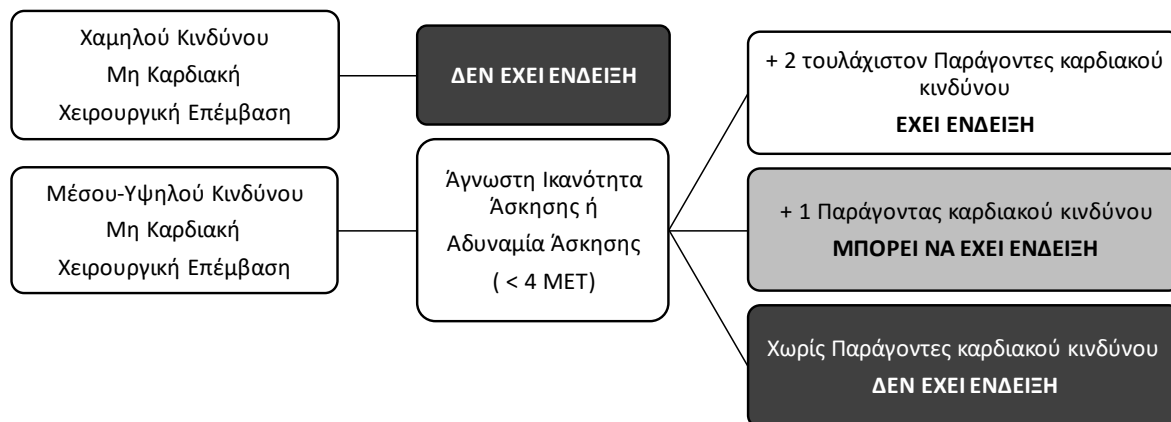 Χαμηλού Κινδύνου
Μη Καρδιακή
Χειρουργική Επέμβαση
ΔΕΝ ΕΧΕΙ ΕΝΔΕΙΞΗ
Μέσου-Υψηλού Κινδύνου
Μη Καρδιακή
Χειρουργική Επέμβαση
Άγνωστη Ικανότητα
Άσκησης ή
Αδυναμία Άσκησης
( < 4 MET)
+ 2 τουλάχιστον Παράγοντες καρδιακού
κινδύνου
ΕΧΕΙ ΕΝΔΕΙΞΗ
+ 1 Παράγοντας καρδιακού κινδύνου
ΜΠΟΡΕΙ ΝΑ ΕΧΕΙ ΕΝΔΕΙΞΗ
Χωρίς Παράγοντες καρδιακού κινδύνου
ΔΕΝ ΕΧΕΙ ΕΝΔΕΙΞΗ